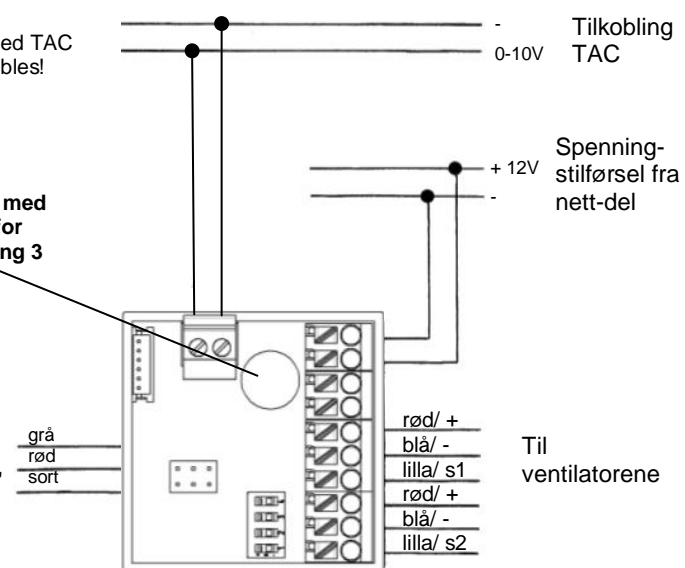 ed TAC
bles!
-
0-10V
Tilkobling
TAC
+ 12V
-
Spenning-
stilførsel fra
nett-del
med
for
ng 3
grå
rød
sort
rød/ +
blå/ -
lilla/ s1
rød/ +
blå/ -
lilla/ s2
Til
ventilatorene